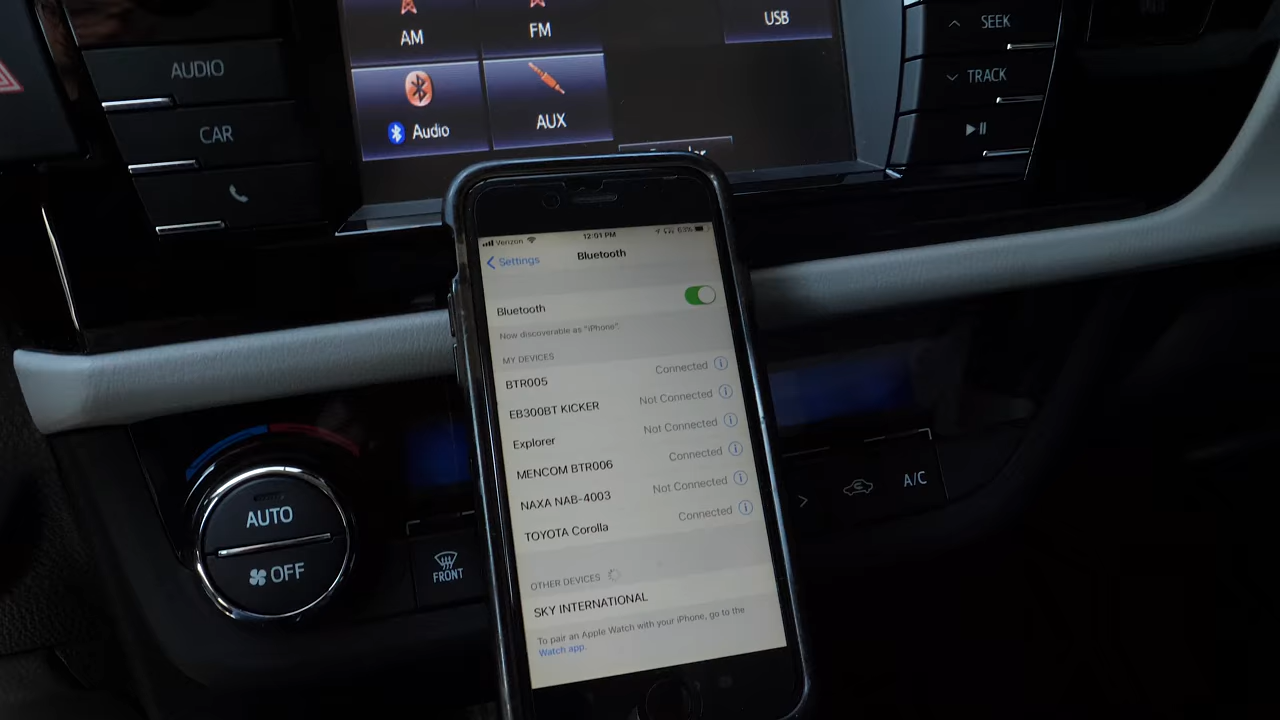 AM
FM
USB
SEEK
AUDIO
TRACK
CAR
Audio
AUX
Verizon
12:01 PM
63%
Settings
Bluetooth
Bluetooth
Now discoverable as "iPhone".
MY DEVICES
BTR005 Connected
EB300BT KICKER Not Connected
Explorer Not Connected
MENCOM BTR006 Connected
NAXA NAB-4003 Not Connected
TOYOTA Corolla Connected
OTHER DEVICES
SKY INTERNATIONAL
To pair an Apple Watch with your iPhone, go to the
Watch app.
AUTO
OFF
FRONT
A/C